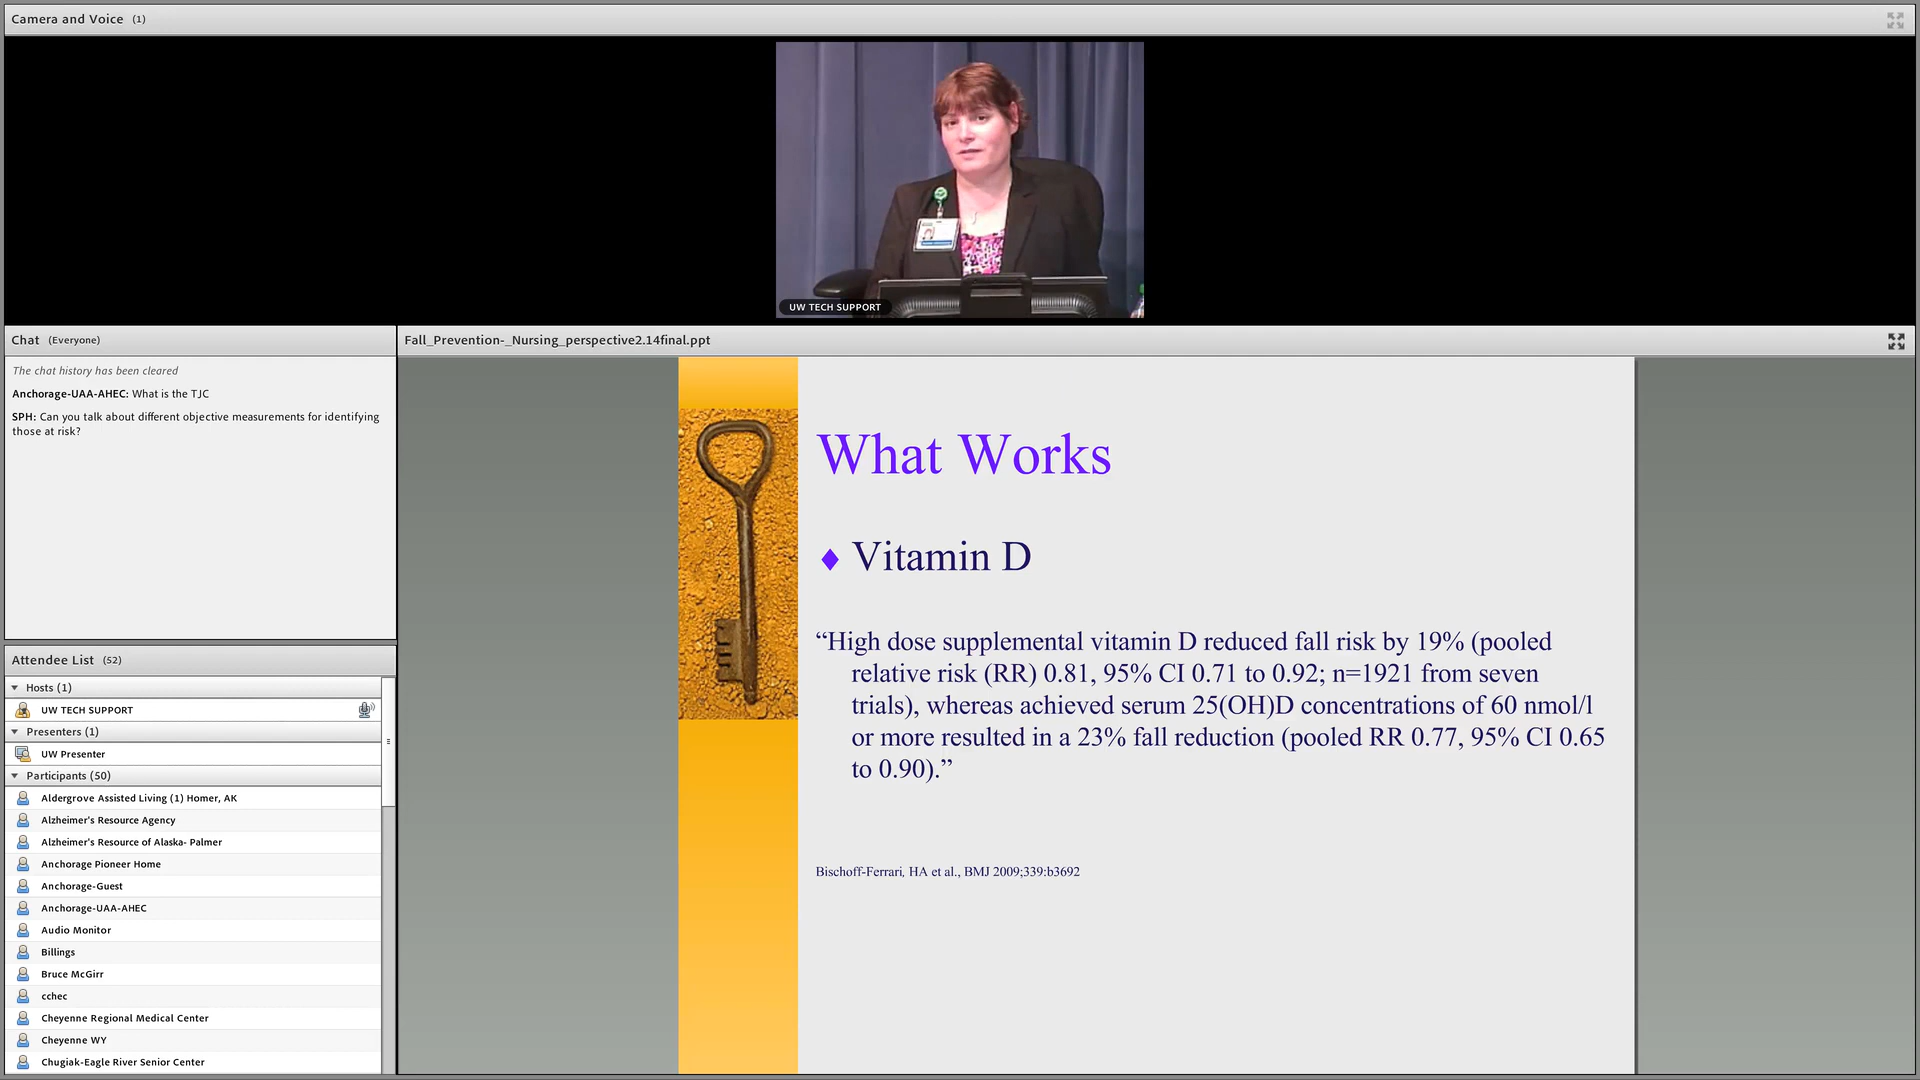 Camera and Voice (1)
UW TECH SUPPORT
Chat (Everyone)
The chat history has been cleared
Anchorage-UAA-AHEC: What is the TJC
SPH: Can you talk about different objective measurements for identifying
those at risk?
Attendee List (52)
Hosts (1)
UW TECH SUPPORT
Presenters (1)
UW Presenter
Participants (50)
Aldergrove Assisted Living (1) Homer, AK
Alzheimer's Resource Agency
Alzheimer's Resource of Alaska- Palmer
Anchorage Pioneer Home
Anchorage-Guest
Anchorage-UAA-AHEC
Audio Monitor
Billings
Bruce McGirr
cchec
Cheyenne Regional Medical Center
Cheyenne WY
Chugiak-Eagle River Senior Center
Fall_Prevention-_Nursing_perspective2.14final.ppt
What Works
♦ Vitamin D
“High dose supplemental vitamin D reduced fall risk by 19% (pooled
relative risk (RR) 0.81, 95% CI 0.71 to 0.92; n=1921 from seven
trials), whereas achieved serum 25(OH)D concentrations of 60 nmol/l
or more resulted in a 23% fall reduction (pooled RR 0.77, 95% CI 0.65
to 0.90).”
Bischoff-Ferrari, HA et al., BMJ 2009;339:b3692